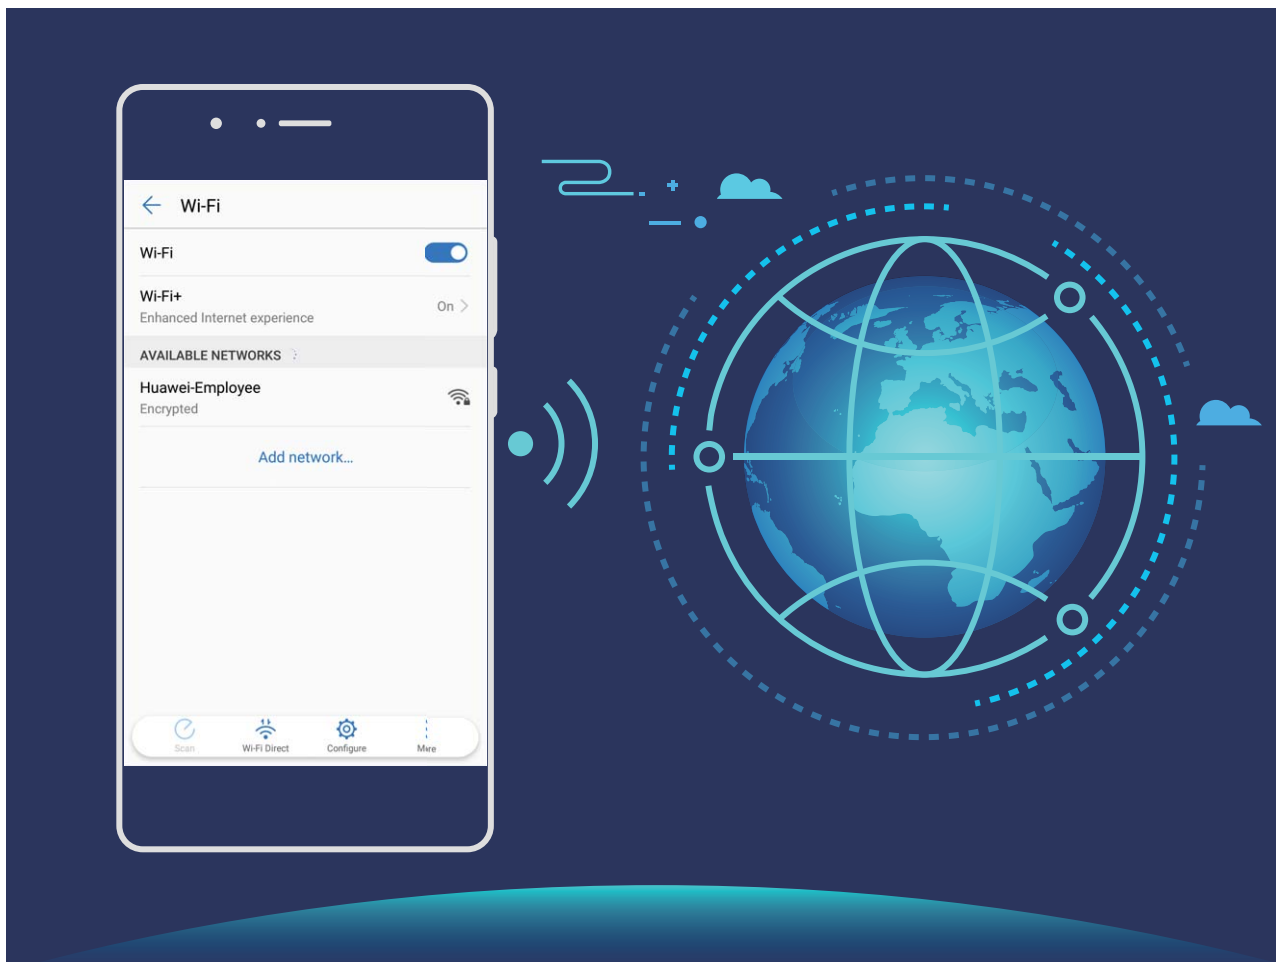 Wi-Fi
Wi-Fi
Wi-Fi+
Enhanced Internet experience
On
AVAILABLE NETWORKS
Huawei-Employee
Encrypted
Add network...
Scan
Wi-Fi Direct
Configure
More